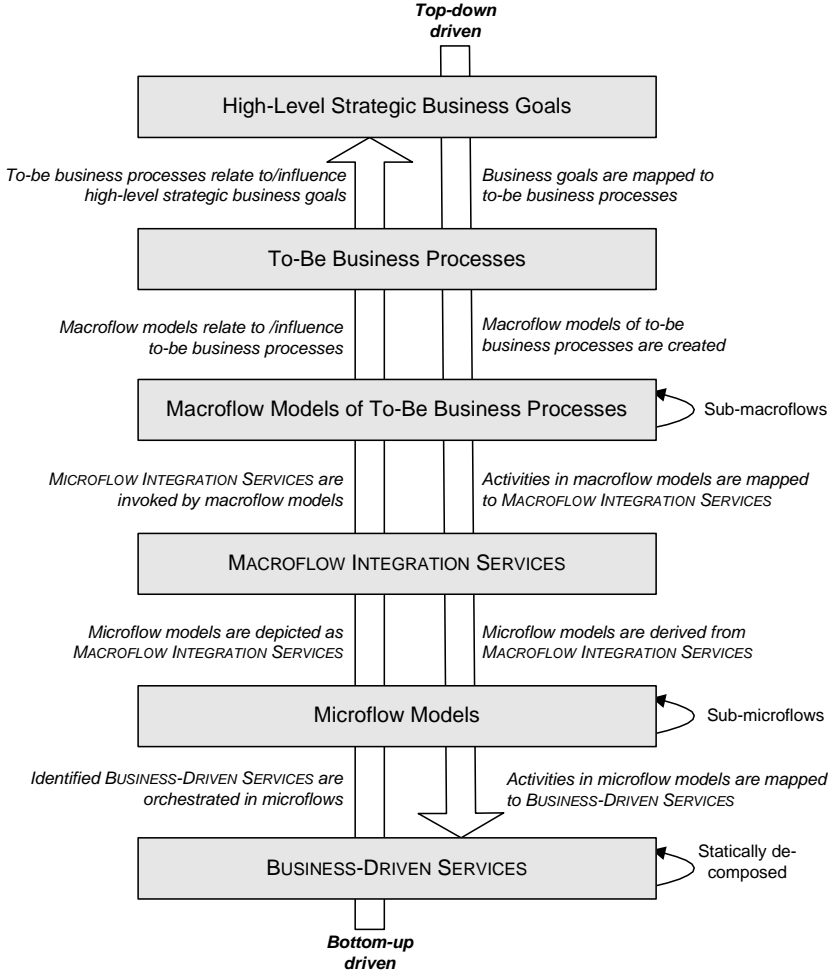 Top-down
driven
High-Level Strategic Business Goals
To-be business processes relate to/influence
high-level strategic business goals
Business goals are mapped to
to-be business processes
To-Be Business Processes
Macroflow models relate to /influence
to-be business processes
Macroflow models of to-be
business processes are created
Macroflow Models of To-Be Business Processes
Sub-macroflows
MICROFLOW INTEGRATION SERVICES are
invoked by macroflow models
Activities in macroflow models are mapped
to MACROFLOW INTEGRATION SERVICES
MACROFLOW INTEGRATION SERVICES
Microflow models are depicted as
MACROFLOW INTEGRATION SERVICES
Microflow models are derived from
MACROFLOW INTEGRATION SERVICES
Microflow Models
Sub-microflows
Identified BUSINESS-DRIVEN SERVICES are
orchestrated in microflows
Activities in microflow models are mapped
to BUSINESS-DRIVEN SERVICES
BUSINESS-DRIVEN SERVICES
Statically de-
composed
Bottom-up
driven